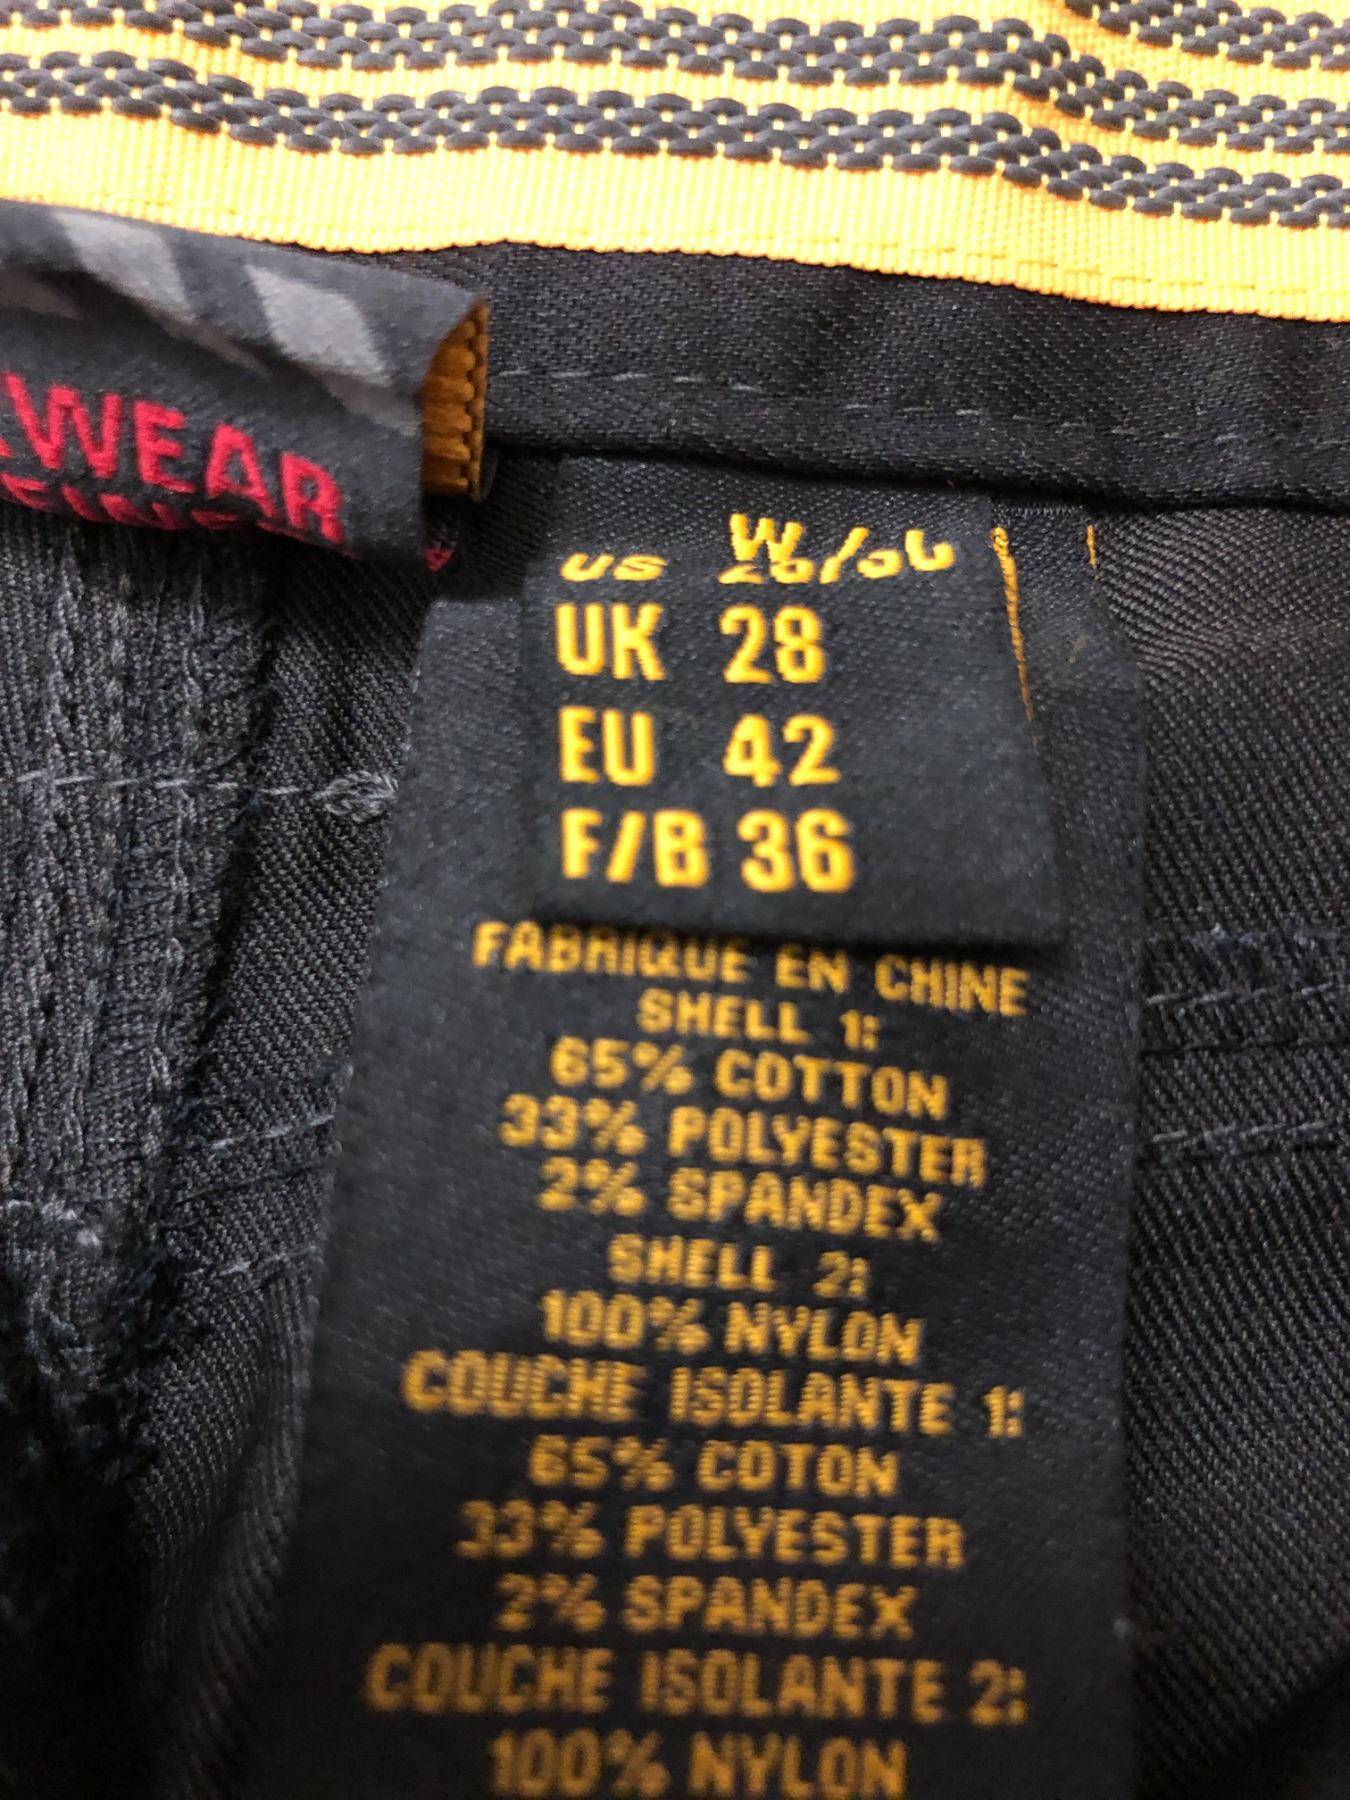 WEAR
US W
UK 28
EU 42
F/B 36
FABRIQUE EN CHINE
SHELL 1:
65% COTTON
33% POLYESTER
2% SPANDEX
SHELL 2:
100% NYLON
COUCHE ISOLANTE 1:
65% COTON
33% POLYESTER
2% SPANDEX
COUCHE ISOLANTE 2:
100% NYLON